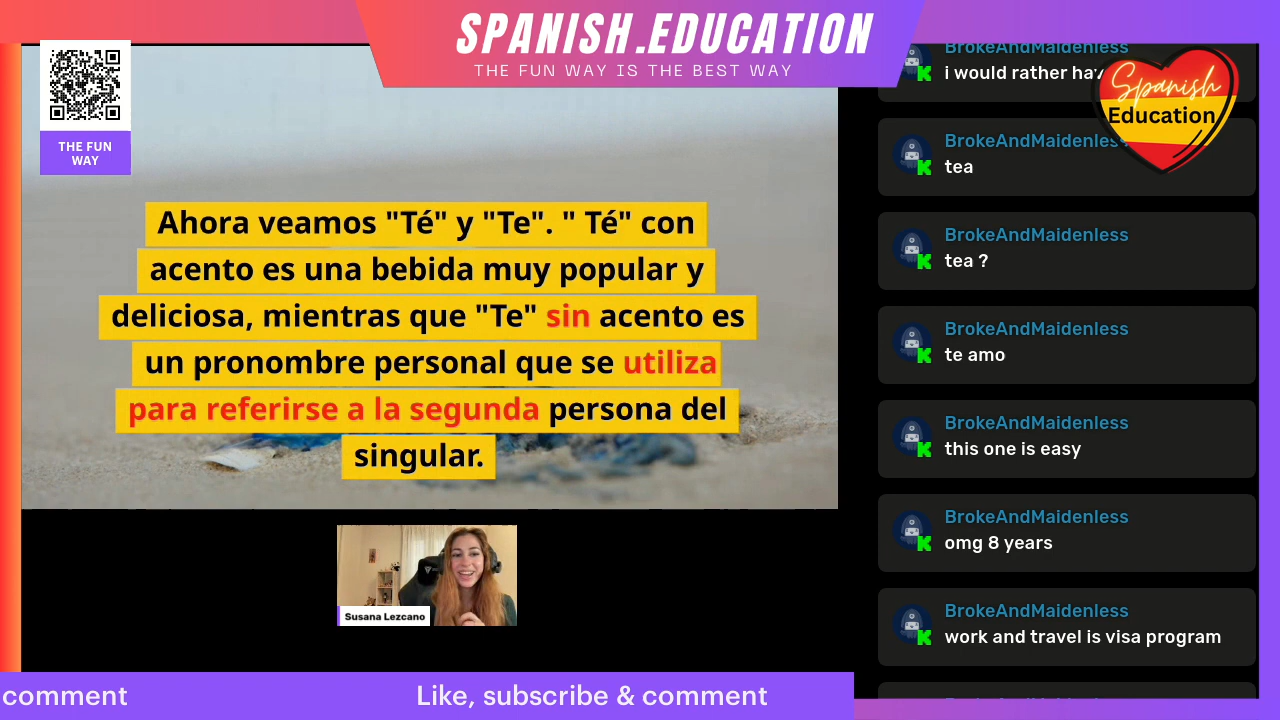 SPANISH.EDUCATION
THE FUN WAY IS THE BEST WAY
THE FUN
WAY
Ahora veamos "Té" y "Te". " Té" con
acento es una bebida muy popular y
deliciosa, mientras que "Te" sin acento es
un pronombre personal que se utiliza
para referirse a la segunda persona del
singular.
Susana Lezcano
BrokeAndMaidenless
i would rather hav
Spanish
Education
BrokeAndMaidenless
tea
BrokeAndMaidenless
tea ?
BrokeAndMaidenless
te amo
BrokeAndMaidenless
this one is easy
BrokeAndMaidenless
omg 8 years
BrokeAndMaidenless
work and travel is visa program
comment
Like, subscribe & comment